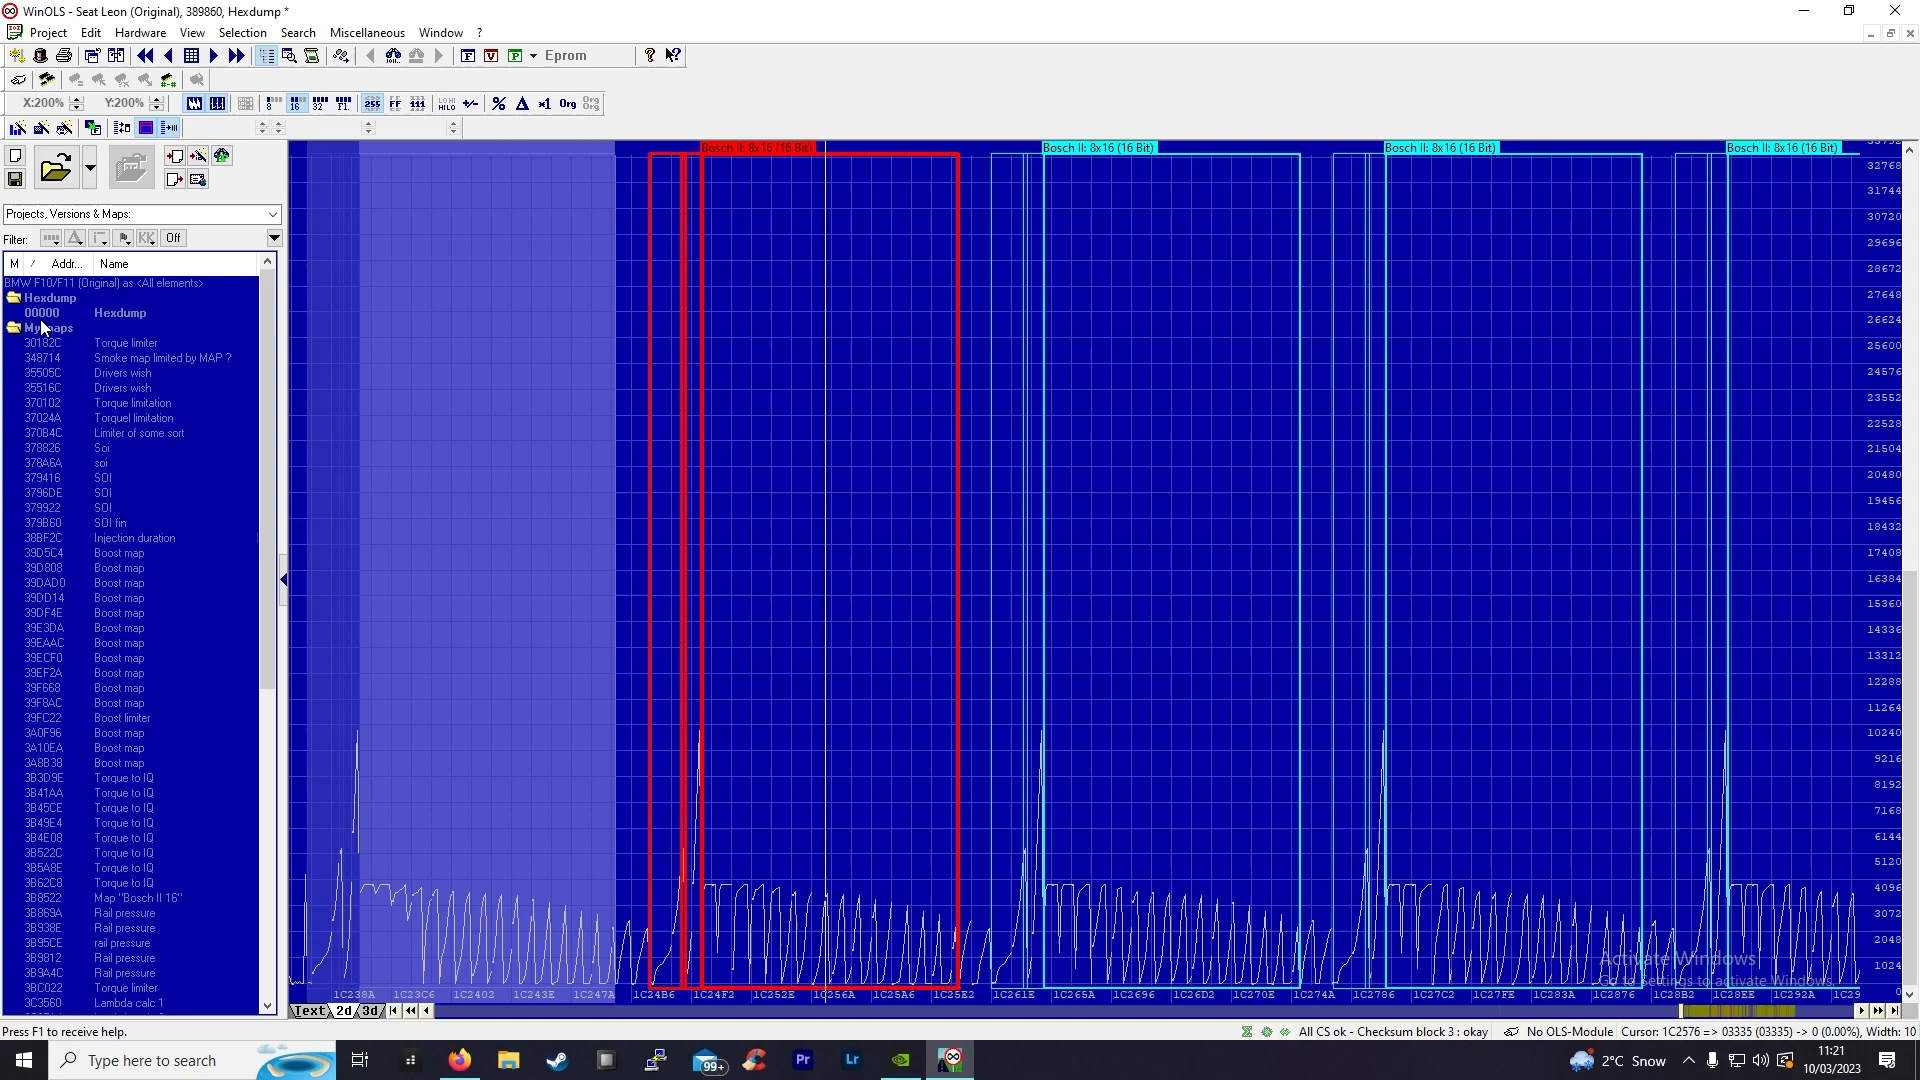 WinOLS - Seat Leon (Original), 389860, Hexdump *
Project Edit Hardware View Selection Search Miscellaneous Window ?
Eprom
X:200% Y:200%
8 16 32 Fl. 255 FF 111 LOHI HILO +/- % Δ ×1 Org Org Org
Projects, Versions & Maps:
Filter: KK Off
M / Addr... Name
BMW F10/F11 (Original) as <All elements>
Hexdump
00000 Hexdump
My maps
30182C Torque limiter
348714 Smoke map limited by MAP ?
35505C Drivers wish
35516C Drivers wish
370102 Torque limitation
37024A Torquel limitation
370B4C Limiter of some sort
378826 Soi
378A6A soi
379416 SOI
3796DE SOI
379922 SOI
379B60 SOI fin
38BF2C Injection duration
39D5C4 Boost map
39D808 Boost map
39DAD0 Boost map
39DD14 Boost map
39DF4E Boost map
39E3DA Boost map
39EAAC Boost map
39ECF0 Boost map
39EF2A Boost map
39F668 Boost map
39F8AC Boost map
39FC22 Boost limiter
3A0F96 Boost map
3A10EA Boost map
3A8B38 Boost map
3B3D9E Torque to IQ
3B41AA Torque to IQ
3B45CE Torque to IQ
3B49E4 Torque to IQ
3B4E08 Torque to IQ
3B522C Torque to IQ
3B5A8E Torque to IQ
3B62C8 Torque to IQ
3B8522 Map "Bosch II 16"
3B869A Rail pressure
3B938E Rail pressure
3B95CE rail pressure
3B9812 Rail pressure
3B9A4C Rail pressure
3BC022 Torque limiter
3C3560 Lambda calc 1
Bosch II: 8x16 (16 Bit) Bosch II: 8x16 (16 Bit) Bosch II: 8x16 (16 Bit) Bosch II: 8x16 (16 Bit)
32768
31744
30720
29696
28672
27648
26624
25600
24576
23552
22528
21504
20480
19456
18432
17408
16384
15360
14336
13312
12288
11264
10240
9216
8192
7168
6144
5120
4096
3072
2048
1024
0
Activate Windows
Go to Settings to activate Windows.
1C238A 1C23C6 1C2402 1C243E 1C247A 1C24B6 1C24F2 1C252E 1C256A 1C25A6 1C25E2 1C261E 1C265A 1C2696 1C26D2 1C270E 1C274A 1C2786 1C27C2 1C27FE 1C283A 1C2876 1C28B2 1C28EE 1C292A 1C29
Text 2d 3d
Press F1 to receive help. All CS ok - Checksum block 3 : okay No OLS-Module Cursor: 1C2576 => 03335 (03335) -> 0 (0.00%), Width: 10
Type here to search 99+ Pr Lr 2°C Snow 11:21
10/03/2023